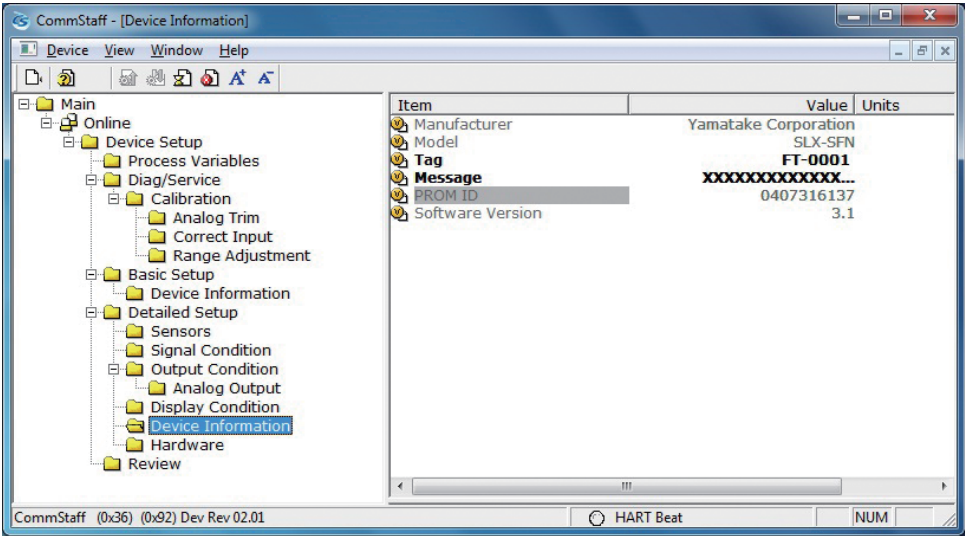 CommStaff - [Device Information]
Device View Window Help
Main
Online
Device Setup
Process Variables
Diag/Service
Calibration
Analog Trim
Correct Input
Range Adjustment
Basic Setup
Device Information
Detailed Setup
Sensors
Signal Condition
Output Condition
Analog Output
Display Condition
Device Information
Hardware
Review
Item Value Units
Manufacturer Yamatake Corporation
Model SLX-SFN
Tag FT-0001
Message XXXXXXXXXXXXX...
PROM ID 0407316137
Software Version 3.1
CommStaff (0x36) (0x92) Dev Rev 02.01 HART Beat NUM